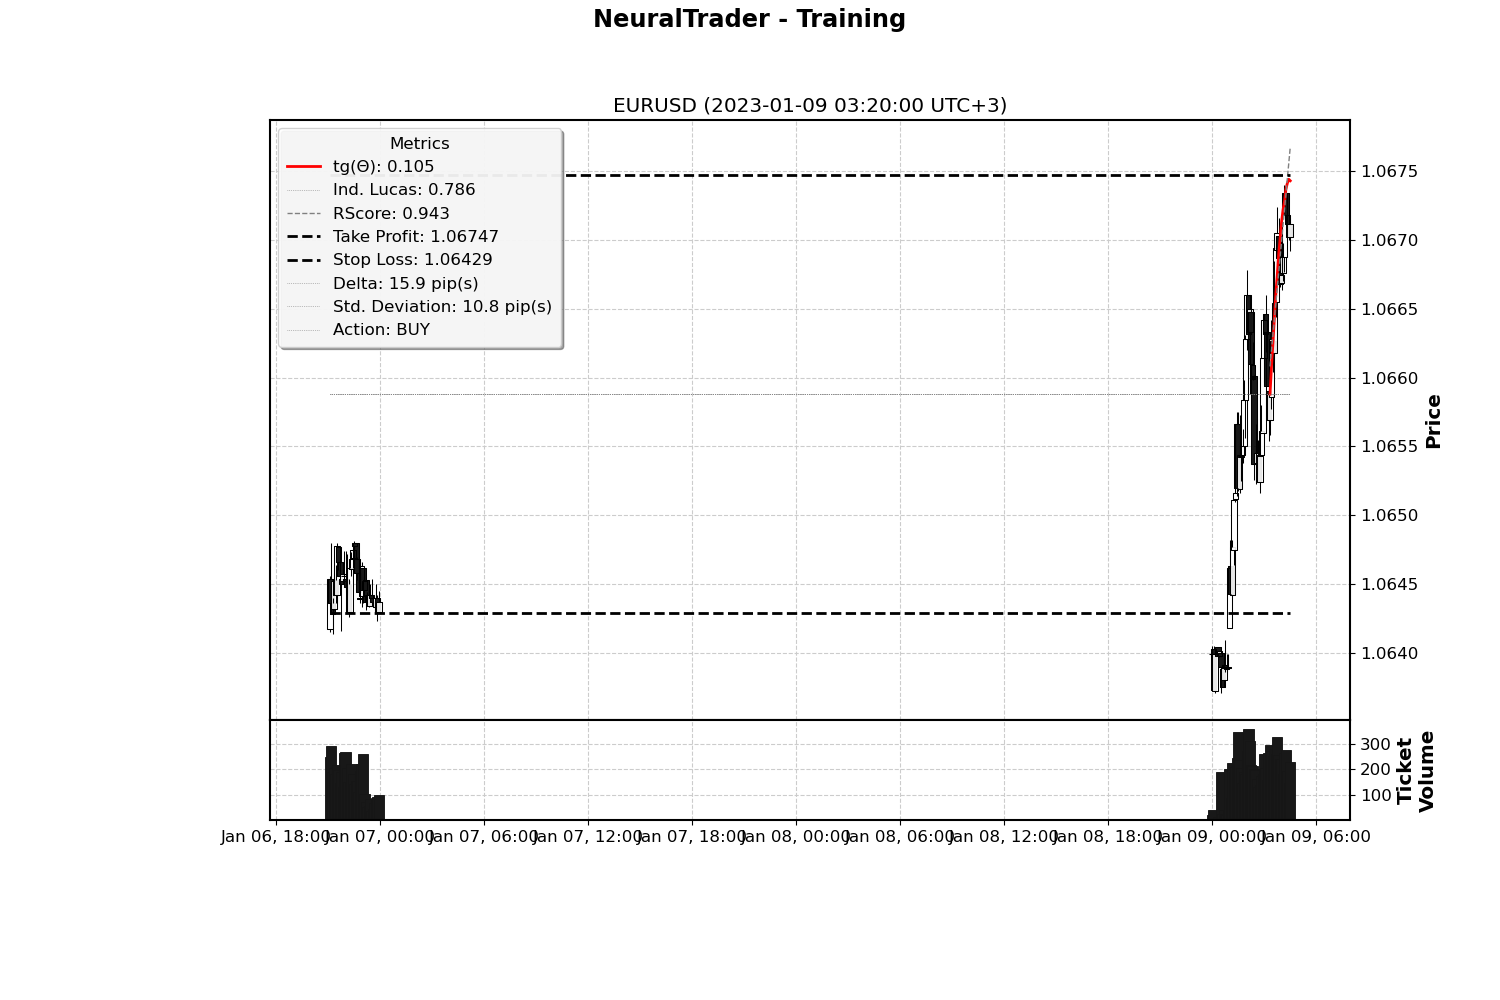 NeuralTrader - Training
EURUSD (2023-01-09 03:20:00 UTC+3)
Metrics
tg(Θ): 0.105
Ind. Lucas: 0.786
RScore: 0.943
Take Profit: 1.06747
Stop Loss: 1.06429
Delta: 15.9 pip(s)
Std. Deviation: 10.8 pip(s)
Action: BUY
1.0675
1.0670
1.0665
1.0660
1.0655
1.0650
1.0645
1.0640
Price
300
200
100
Ticket
Volume
Jan 06, 18:00
Jan 07, 00:00
Jan 07, 06:00
Jan 07, 12:00
Jan 07, 18:00
Jan 08, 00:00
Jan 08, 06:00
Jan 08, 12:00
Jan 08, 18:00
Jan 09, 00:00
Jan 09, 06:00